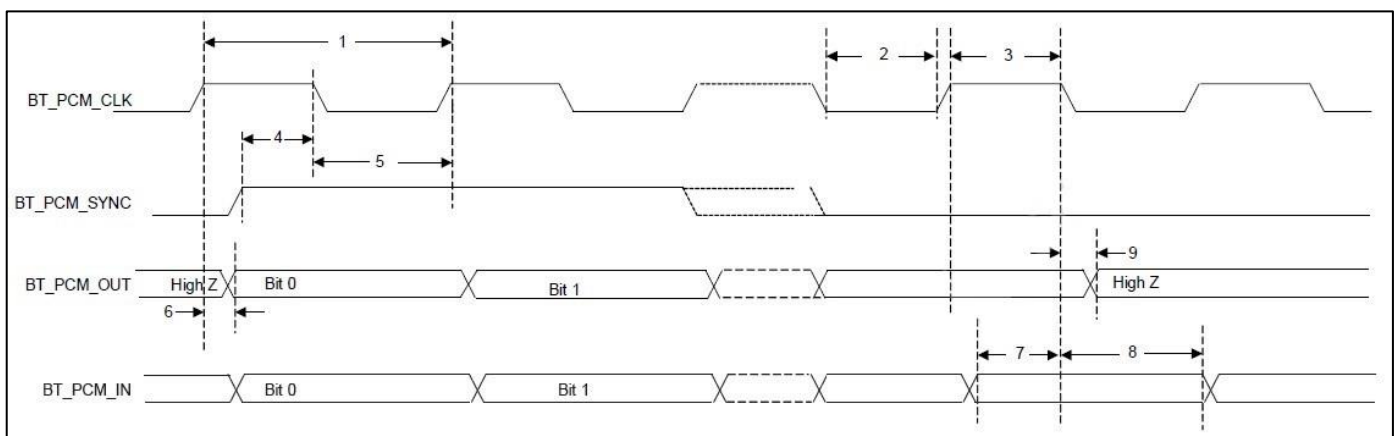 1
2
3
BT_PCM_CLK
4
5
BT_PCM_SYNC
9
BT_PCM_OUT
High Z
Bit 0
Bit 1
High Z
6
7
8
BT_PCM_IN
Bit 0
Bit 1